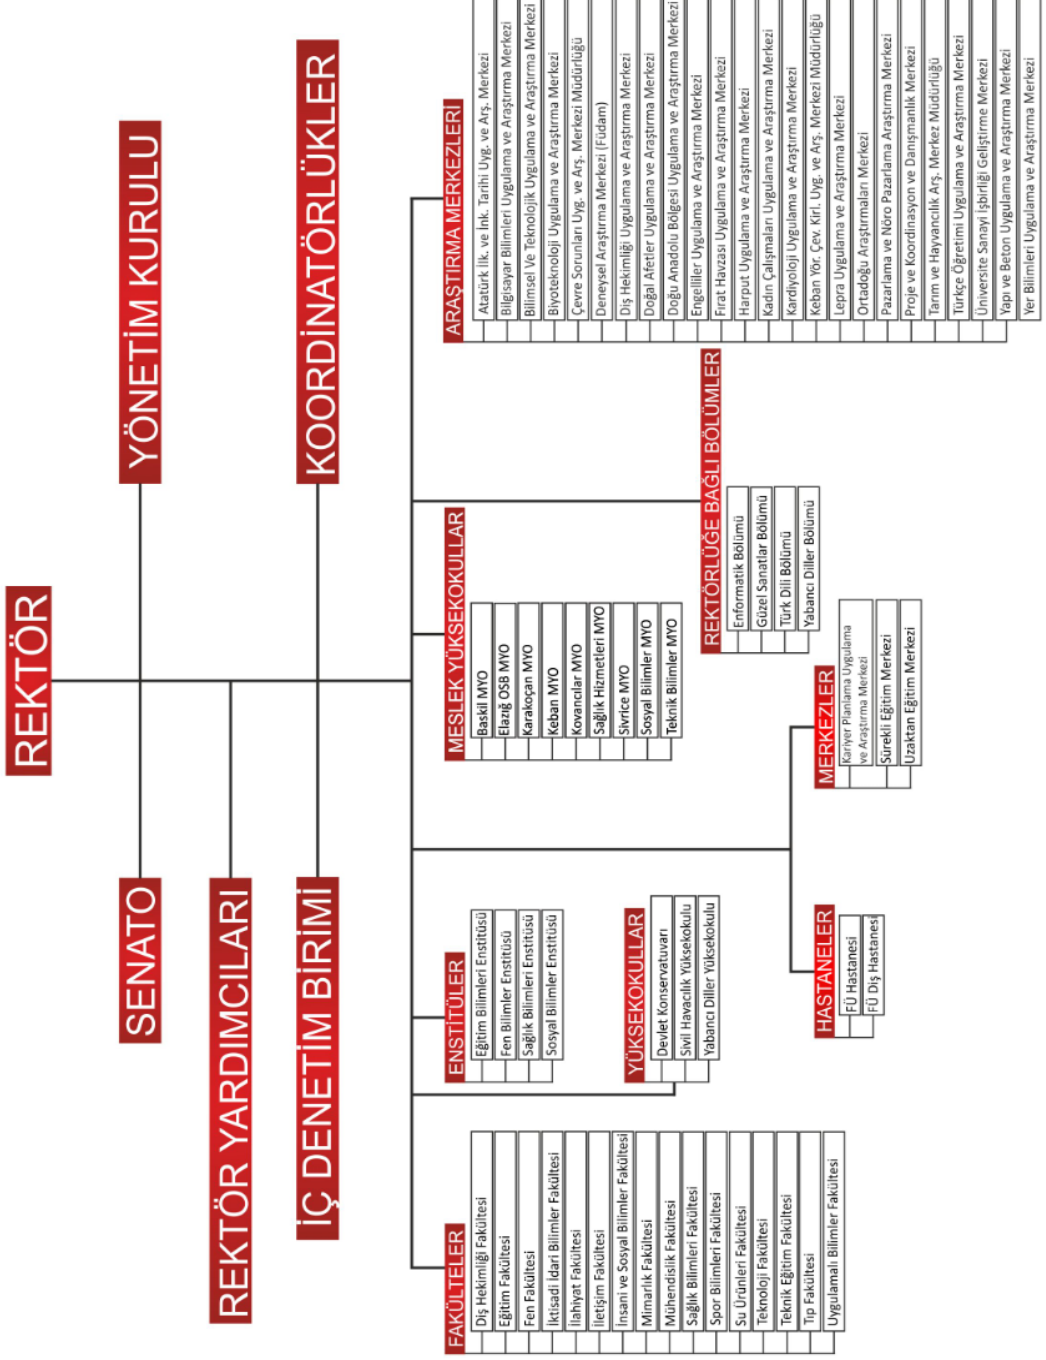 REKTÖR
SENATO
YÖNETİM KURULU
REKTÖR YARDIMCILARI
İÇ DENETİM BİRİMİ
KOORDİNATÖRLÜKLER
FAKÜLTELER
Diş Hekimliği Fakültesi
Eğitim Fakültesi
Fen Fakültesi
İktisadi İdari Bilimler Fakültesi
İlahiyat Fakültesi
İletişim Fakültesi
İnsani ve Sosyal Bilimler Fakültesi
Mimarlık Fakültesi
Mühendislik Fakültesi
Sağlık Bilimleri Fakültesi
Spor Bilimleri Fakültesi
Su Ürünleri Fakültesi
Teknoloji Fakültesi
Teknik Eğitim Fakültesi
Tıp Fakültesi
Uygulamalı Bilimler Fakültesi
ENSTİTÜLER
Eğitim Bilimleri Enstitüsü
Fen Bilimler Enstitüsü
Sağlık Bilimleri Enstitüsü
Sosyal Bilimler Enstitüsü
YÜKSEKOKULLAR
Devlet Konservatuvarı
Sivil Havacılık Yüksekokulu
Yabancı Diller Yüksekokulu
HASTANELER
FÜ Hastanesi
FÜ Diş Hastanesi
MERKEZLER
Kariyer Planlama Uygulama
ve Araştırma Merkezi
Sürekli Eğitim Merkezi
Uzaktan Eğitim Merkezi
MESLEK YÜKSEKOKULLAR
Baskil MYO
Elazığ OSB MYO
Karakoçan MYO
Keban MYO
Kovancılar MYO
Sağlık Hizmetleri MYO
Sivrice MYO
Sosyal Bilimler MYO
Teknik Bilimler MYO
REKTÖRLÜĞE BAĞLI BÖLÜMLER
Enformatik Bölümü
Güzel Sanatlar Bölümü
Türk Dili Bölümü
Yabancı Diller Bölümü
ARAŞTIRMA MERKEZLERİ
Atatürk İlk. ve İnk. Tarihi Uyg. ve Arş. Merkezi
Bilgisayar Bilimleri Uygulama ve Araştırma Merkezi
Bilimsel Ve Teknolojik Uygulama ve Araştırma Merkezi
Biyoteknoloji Uygulama ve Araştırma Merkezi
Çevre Sorunları Uyg. ve Arş. Merkezi Müdürlüğü
Deneysel Araştırma Merkezi (Füdam)
Diş Hekimliği Uygulama ve Araştırma Merkezi
Doğal Afetler Uygulama ve Araştırma Merkezi
Doğu Anadolu Bölgesi Uygulama ve Araştırma Merkezi
Engelliler Uygulama ve Araştırma Merkezi
Fırat Havzası Uygulama ve Araştırma Merkezi
Harput Uygulama ve Araştırma Merkezi
Kadın Çalışmaları Uygulama ve Araştırma Merkezi
Kardiyoloji Uygulama ve Araştırma Merkezi
Keban Yör. Çev. Kirl. Uyg. ve Arş. Merkezi Müdürlüğü
Lepra Uygulama ve Araştırma Merkezi
Ortadoğu Araştırmaları Merkezi
Pazarlama ve Nöro Pazarlama Araştırma Merkezi
Proje ve Koordinasyon ve Danışmanlık Merkezi
Tarım ve Hayvancılık Arş. Merkez Müdürlüğü
Türkçe Öğretimi Uygulama ve Araştırma Merkezi
Üniversite Sanayi İşbirliği Geliştirme Merkezi
Yapı ve Beton Uygulama ve Araştırma Merkezi
Yer Bilimleri Uygulama ve Araştırma Merkezi